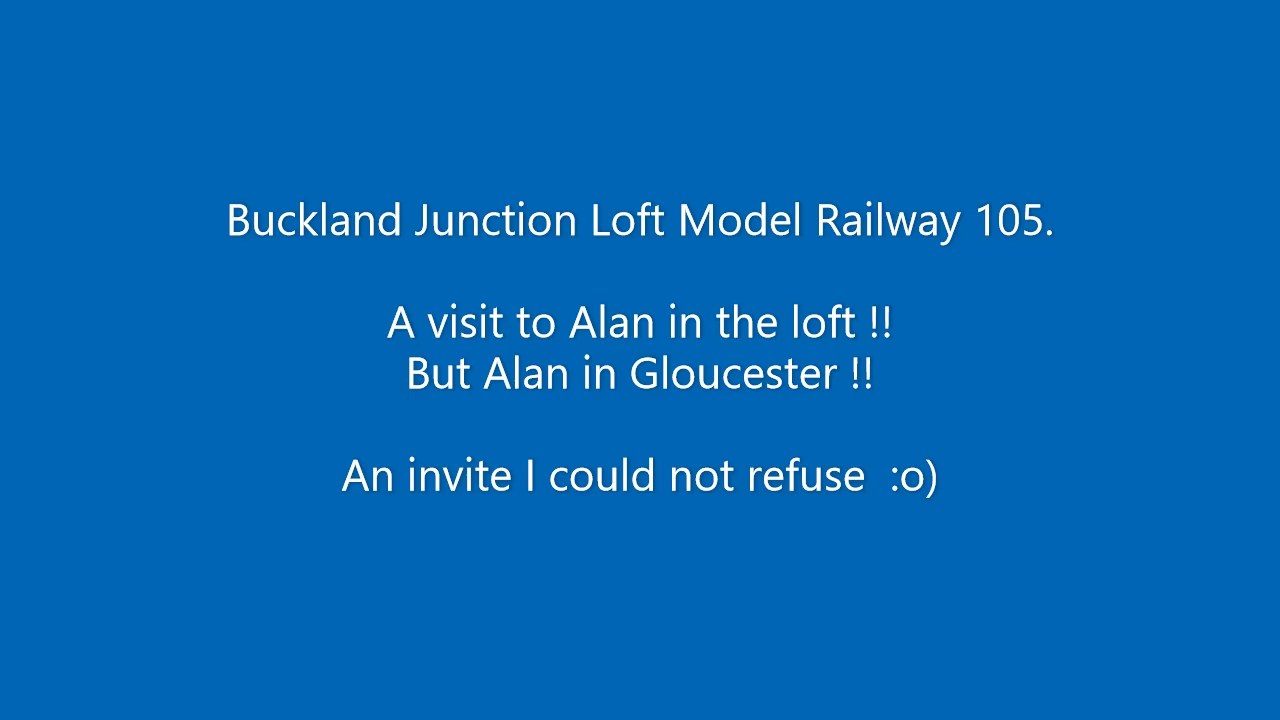 Buckland Junction Loft Model Railway 105.
A visit to Alan in the loft !!
But Alan in Gloucester !!
An invite I could not refuse  :o)